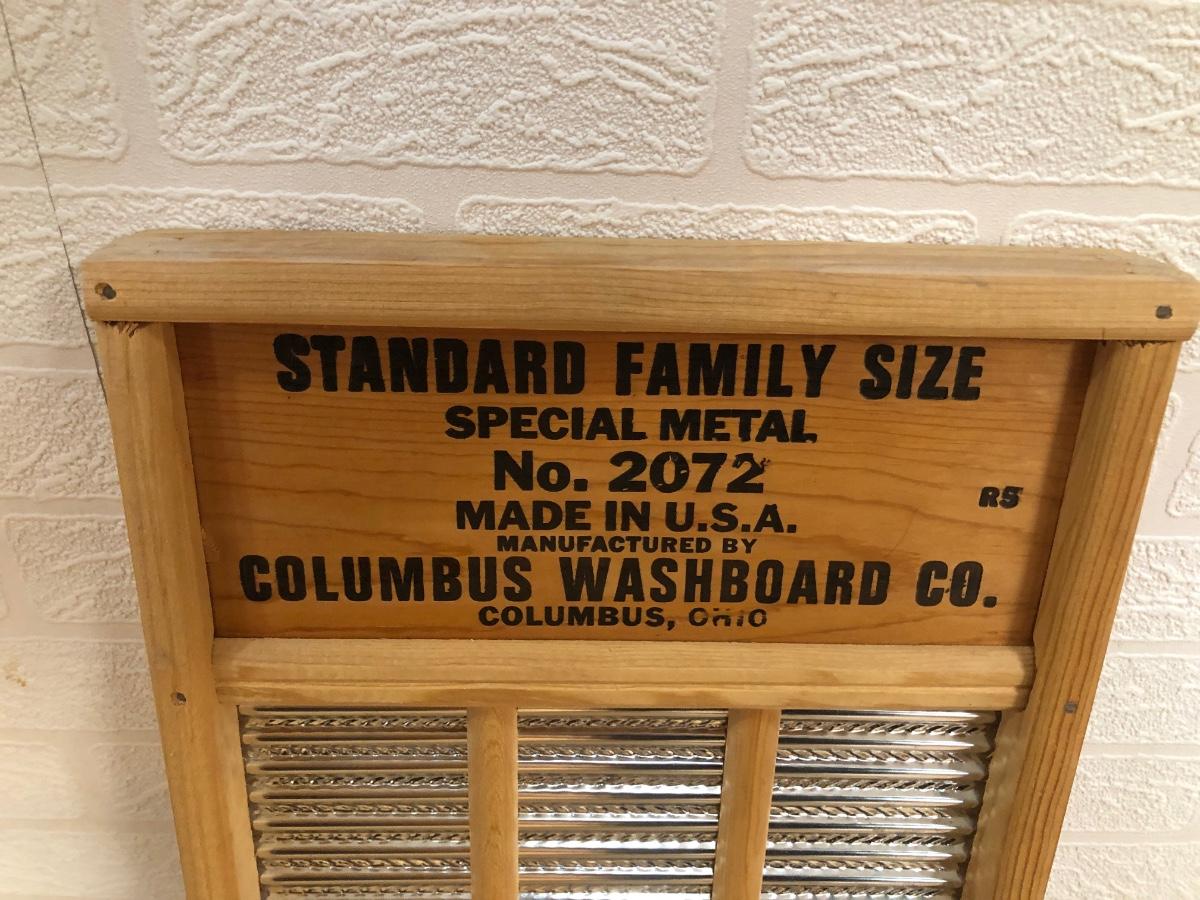 STANDARD FAMILY SIZE
SPECIAL METAL
No. 2072
R5
MADE IN U.S.A.
MANUFACTURED BY
COLUMBUS WASHBOARD CO.
COLUMBUS, OHIO